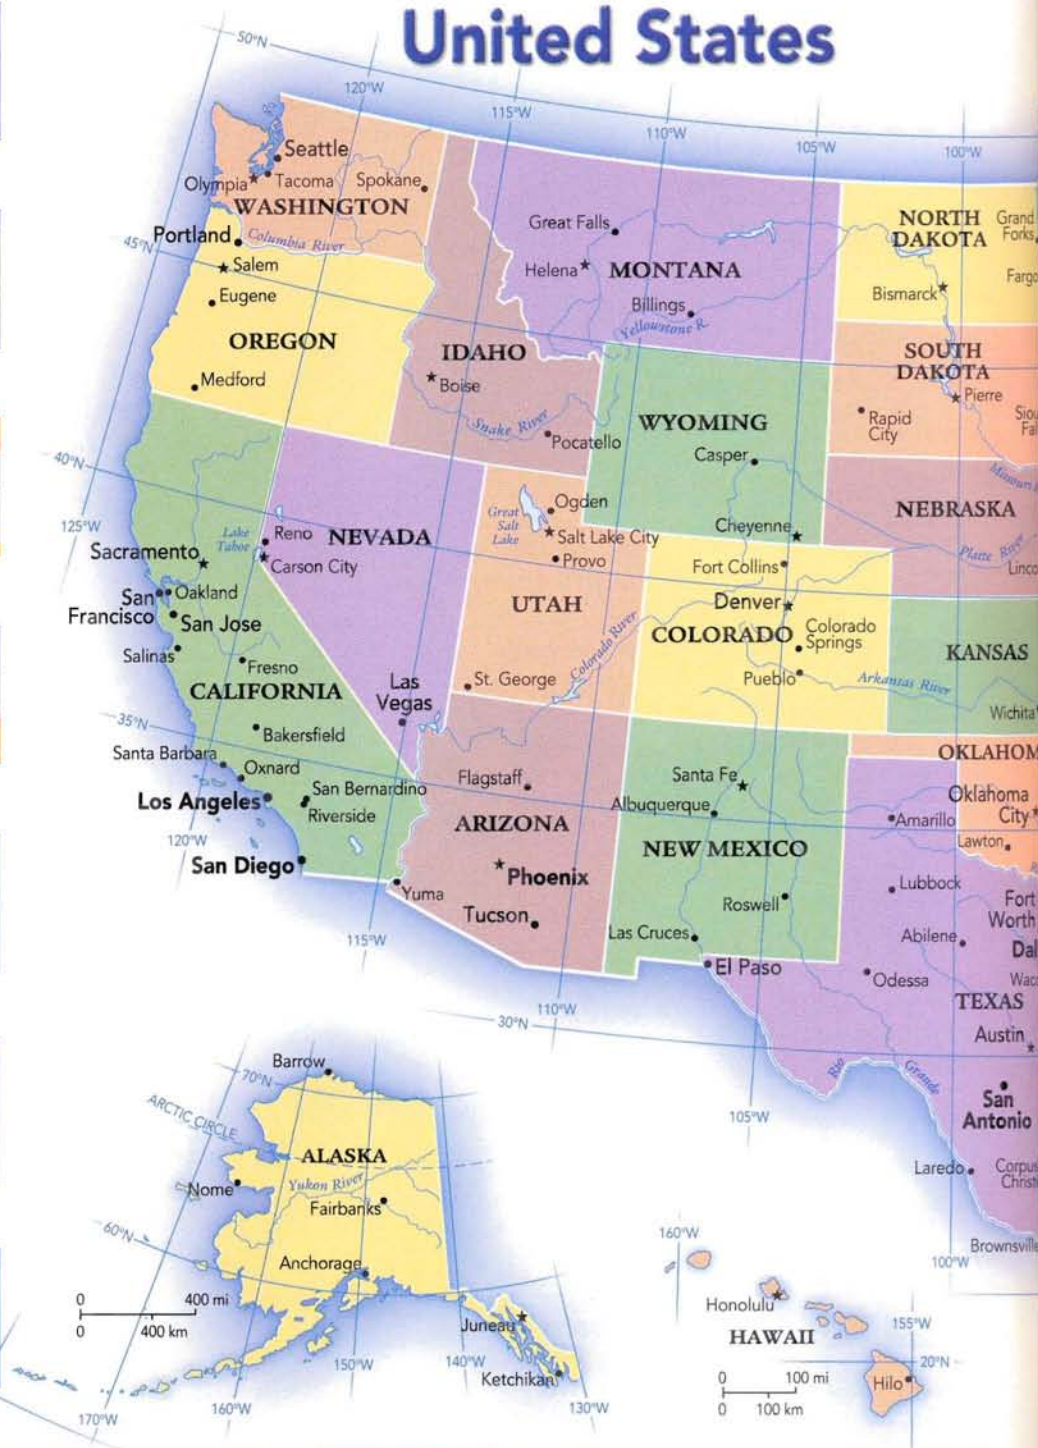 United States
50°N
120°W
115°W
110°W
105°W
100°W
Seattle
Olympia
Tacoma
Spokane
WASHINGTON
Portland
Columbia River
45°N
Salem
Eugene
OREGON
Medford
IDAHO
Boise
Snake River
Pocatello
Great Falls
Helena
MONTANA
Billings
Yellowstone R.
NORTH
DAKOTA
Grand
Forks
Bismarck
Fargo
SOUTH
DAKOTA
Pierre
Rapid
City
Siou
Fal
WYOMING
Casper
Cheyenne
NEBRASKA
Missouri
Platte River
Linco
40°N
125°W
Lake
Tahoe
Reno
NEVADA
Carson City
Sacramento
San
Francisco
Oakland
San Jose
Salinas
Fresno
CALIFORNIA
Las
Vegas
35°N
Bakersfield
Santa Barbara
Oxnard
San Bernardino
Los Angeles
Riverside
120°W
San Diego
Great
Salt
Lake
Ogden
Salt Lake City
Provo
UTAH
St. George
Colorado River
Fort Collins
Denver
COLORADO
Colorado
Springs
Pueblo
Arkansas River
KANSAS
Wichita
Flagstaff
ARIZONA
Phoenix
Yuma
Tucson
115°W
Santa Fe
Albuquerque
NEW MEXICO
Roswell
Las Cruces
OKLAHOM
Oklahoma
City
Amarillo
Lawton
Lubbock
Fort
Worth
Abilene
Dal
El Paso
Odessa
Wac
TEXAS
Austin
110°W
30°N
Rio
Grande
San
Antonio
105°W
Laredo
Corpus
Christ
Brownsville
100°W
Barrow
70°N
ARCTIC CIRCLE
ALASKA
Nome
Yukon River
Fairbanks
60°N
Anchorage
0
400 mi
0
400 km
Juneau
Ketchikan
150°W
140°W
170°W
160°W
130°W
160°W
Honolulu
HAWAII
155°W
20°N
Hilo
0
100 mi
0
100 km